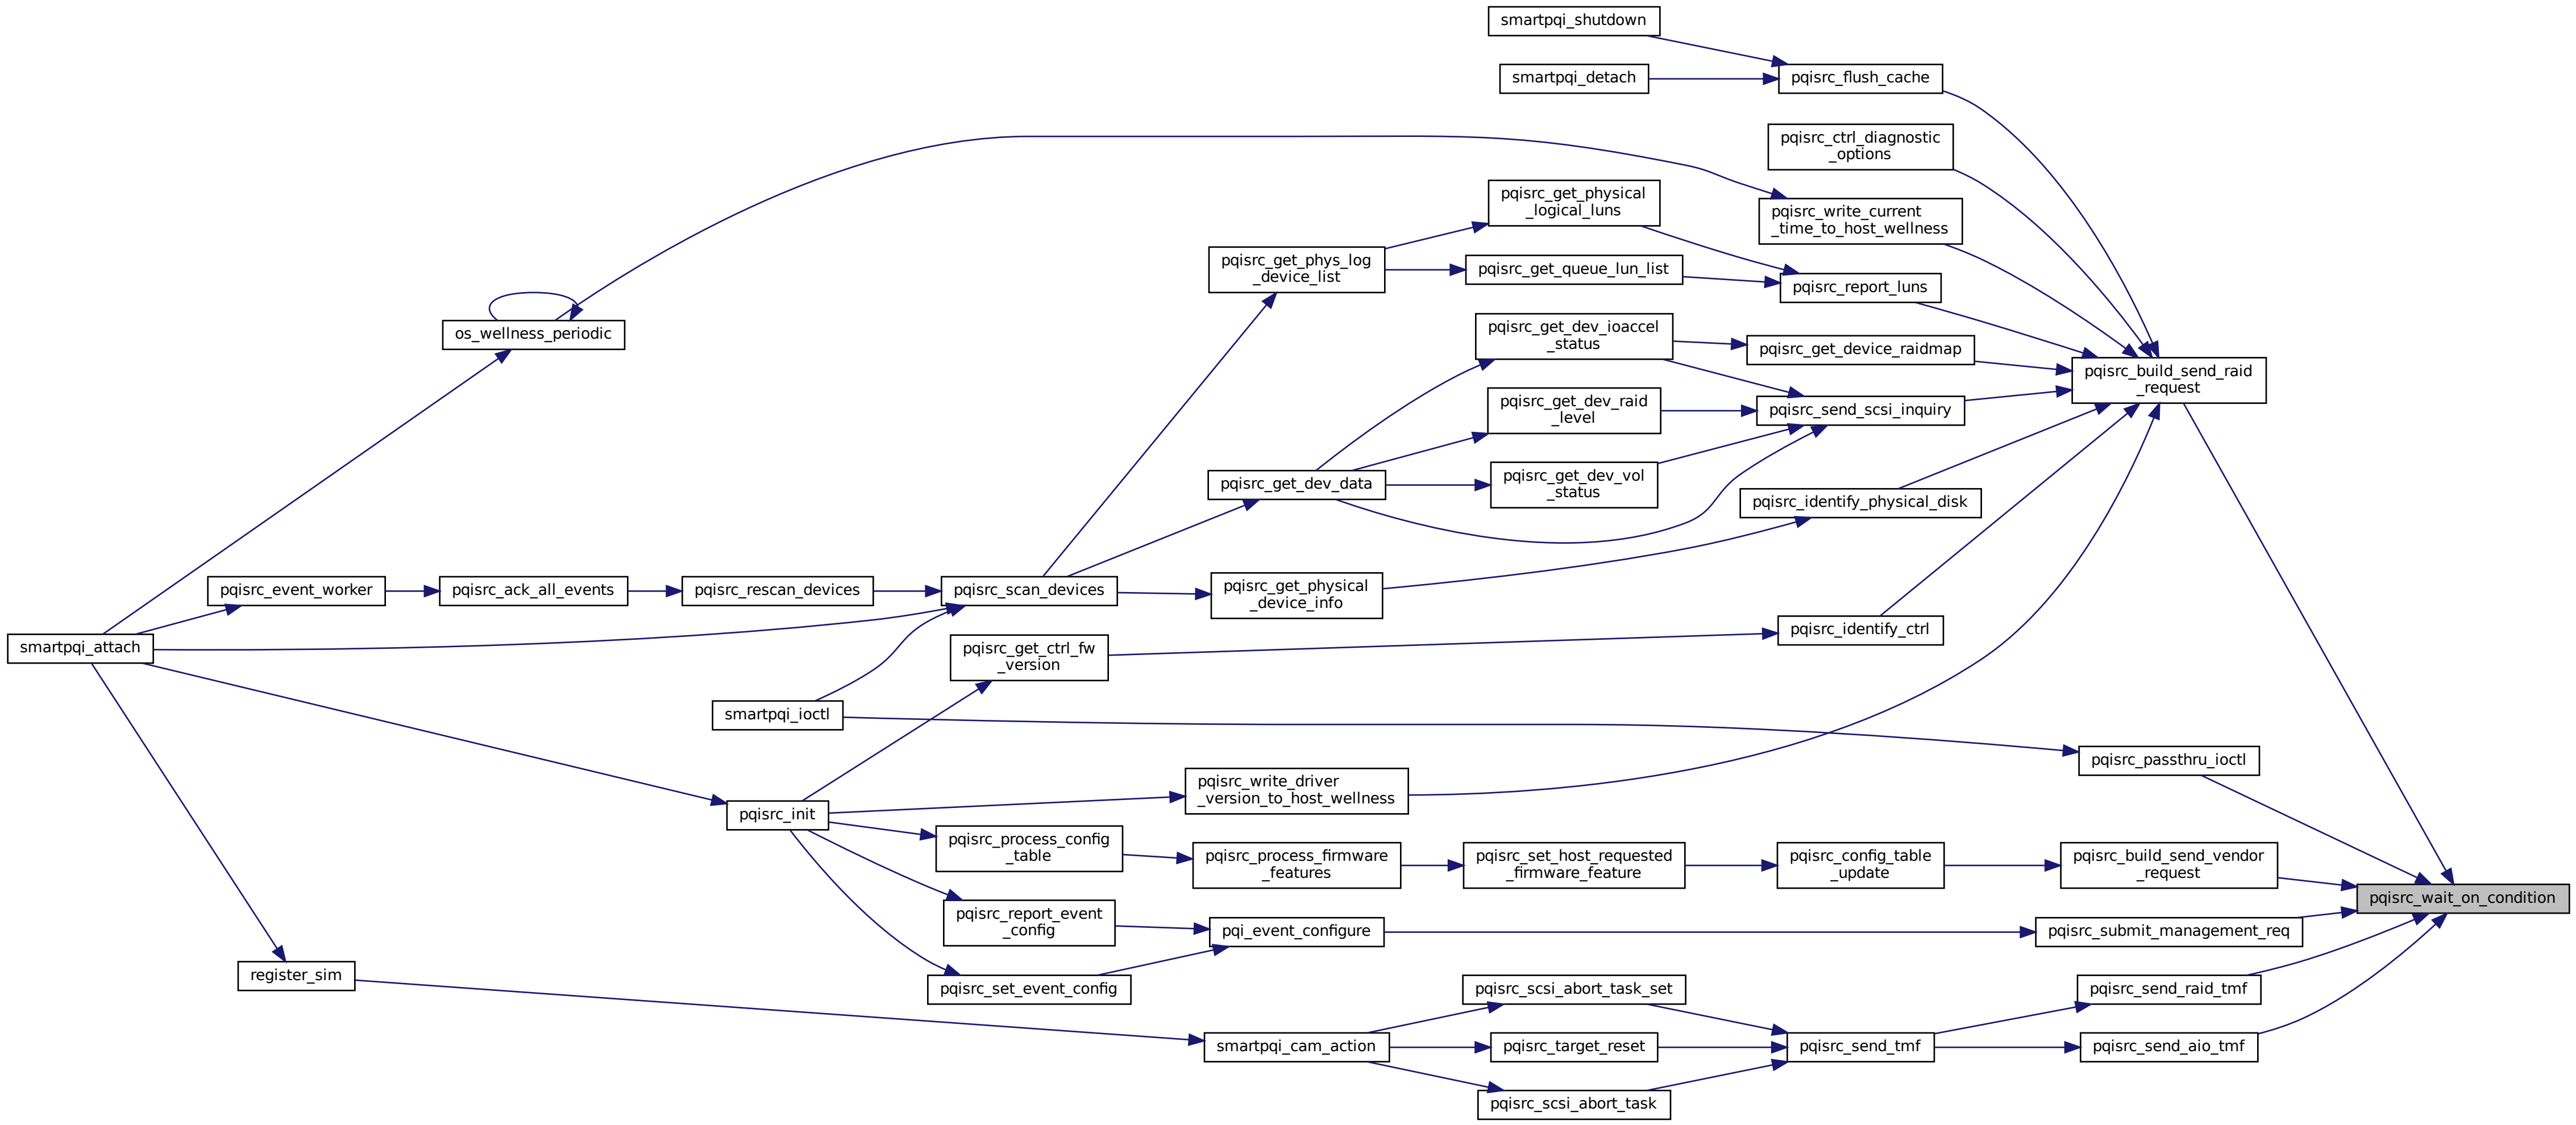 smartpqi_shutdown
smartpqi_detach
pqisrc_flush_cache
pqisrc_ctrl_diagnostic
_options
pqisrc_get_physical
_logical_luns
pqisrc_write_current
_time_to_host_wellness
pqisrc_get_phys_log
_device_list
pqisrc_get_queue_lun_list
pqisrc_report_luns
os_wellness_periodic
pqisrc_get_dev_ioaccel
_status
pqisrc_get_device_raidmap
pqisrc_build_send_raid
_request
pqisrc_get_dev_raid
_level
pqisrc_send_scsi_inquiry
pqisrc_get_dev_data
pqisrc_get_dev_vol
_status
pqisrc_identify_physical_disk
pqisrc_event_worker
pqisrc_ack_all_events
pqisrc_rescan_devices
pqisrc_scan_devices
pqisrc_get_physical
_device_info
smartpqi_attach
pqisrc_get_ctrl_fw
_version
pqisrc_identify_ctrl
smartpqi_ioctl
pqisrc_passthru_ioctl
pqisrc_init
pqisrc_write_driver
_version_to_host_wellness
pqisrc_process_config
_table
pqisrc_process_firmware
_features
pqisrc_set_host_requested
_firmware_feature
pqisrc_config_table
_update
pqisrc_build_send_vendor
_request
pqisrc_wait_on_condition
pqisrc_report_event
_config
pqi_event_configure
pqisrc_submit_management_req
register_sim
pqisrc_set_event_config
pqisrc_scsi_abort_task_set
pqisrc_send_raid_tmf
smartpqi_cam_action
pqisrc_target_reset
pqisrc_send_tmf
pqisrc_send_aio_tmf
pqisrc_scsi_abort_task